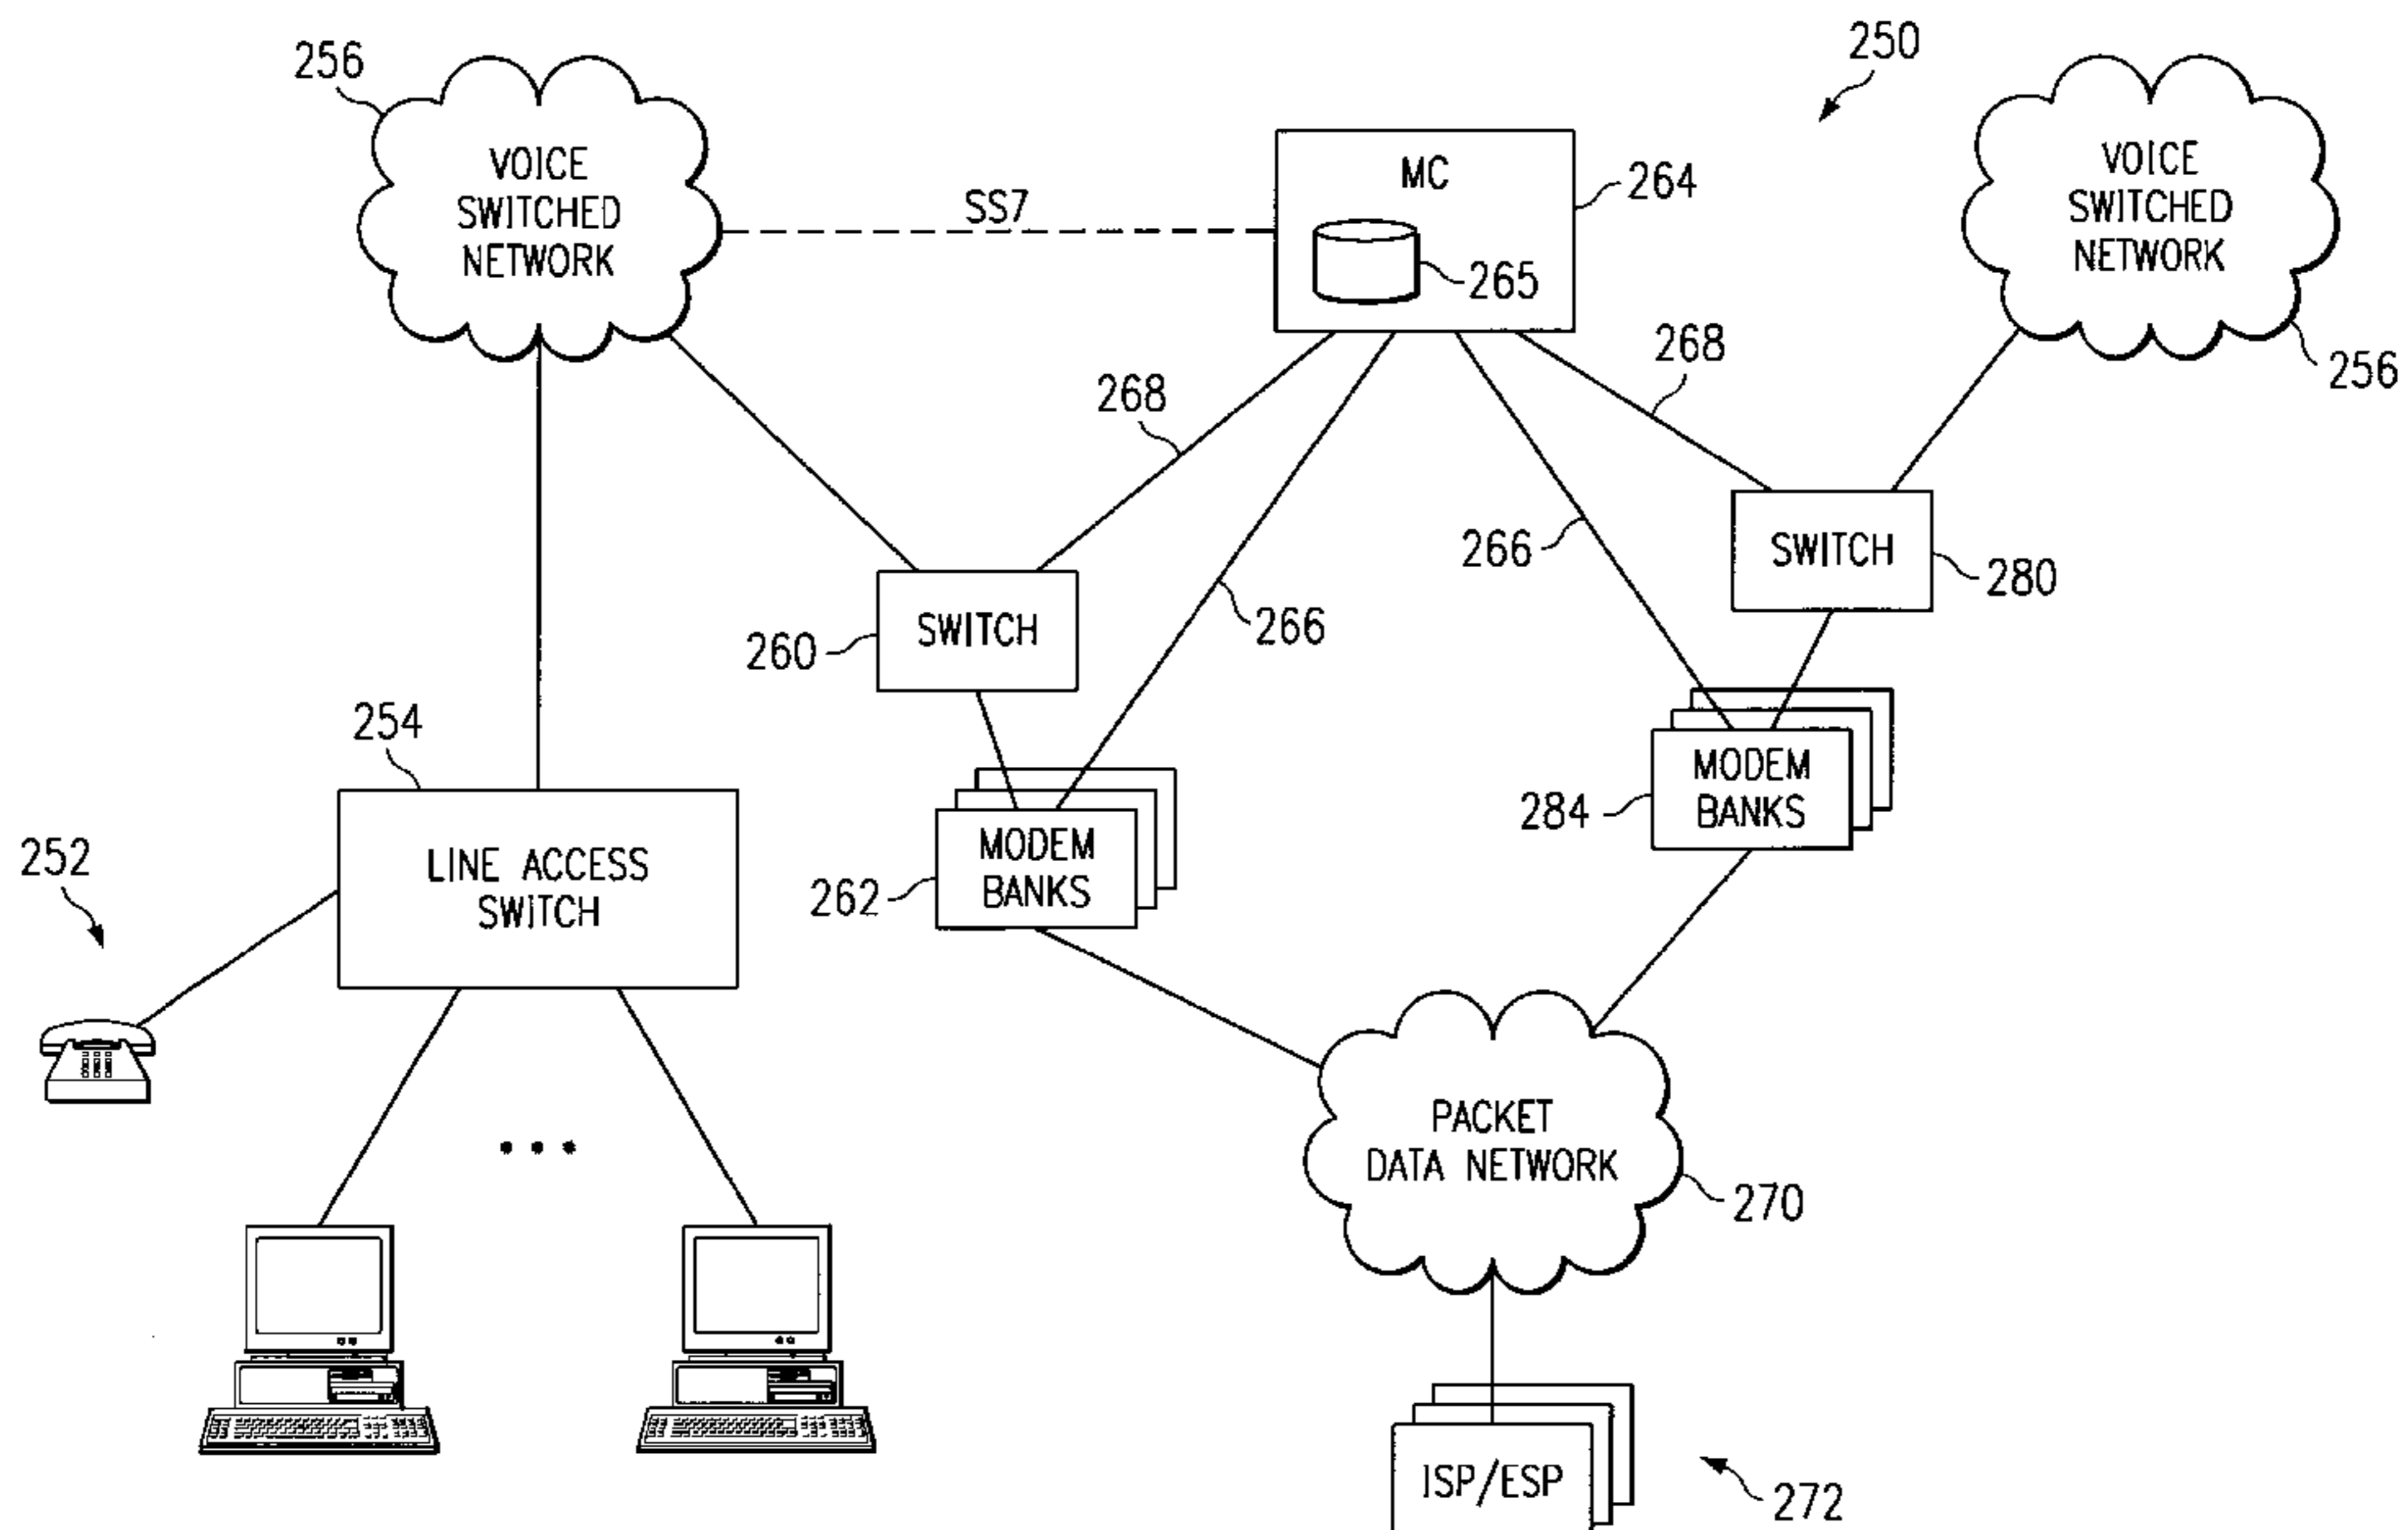 256
250
VOICE
SWITCHED
NETWORK
SS7
MC
264
265
VOICE
SWITCHED
NETWORK
256
268
268
266
266
SWITCH
260
SWITCH
280
254
LINE ACCESS
SWITCH
252
MODEM
BANKS
262
MODEM
BANKS
284
PACKET
DATA NETWORK
270
ISP/ESP
272